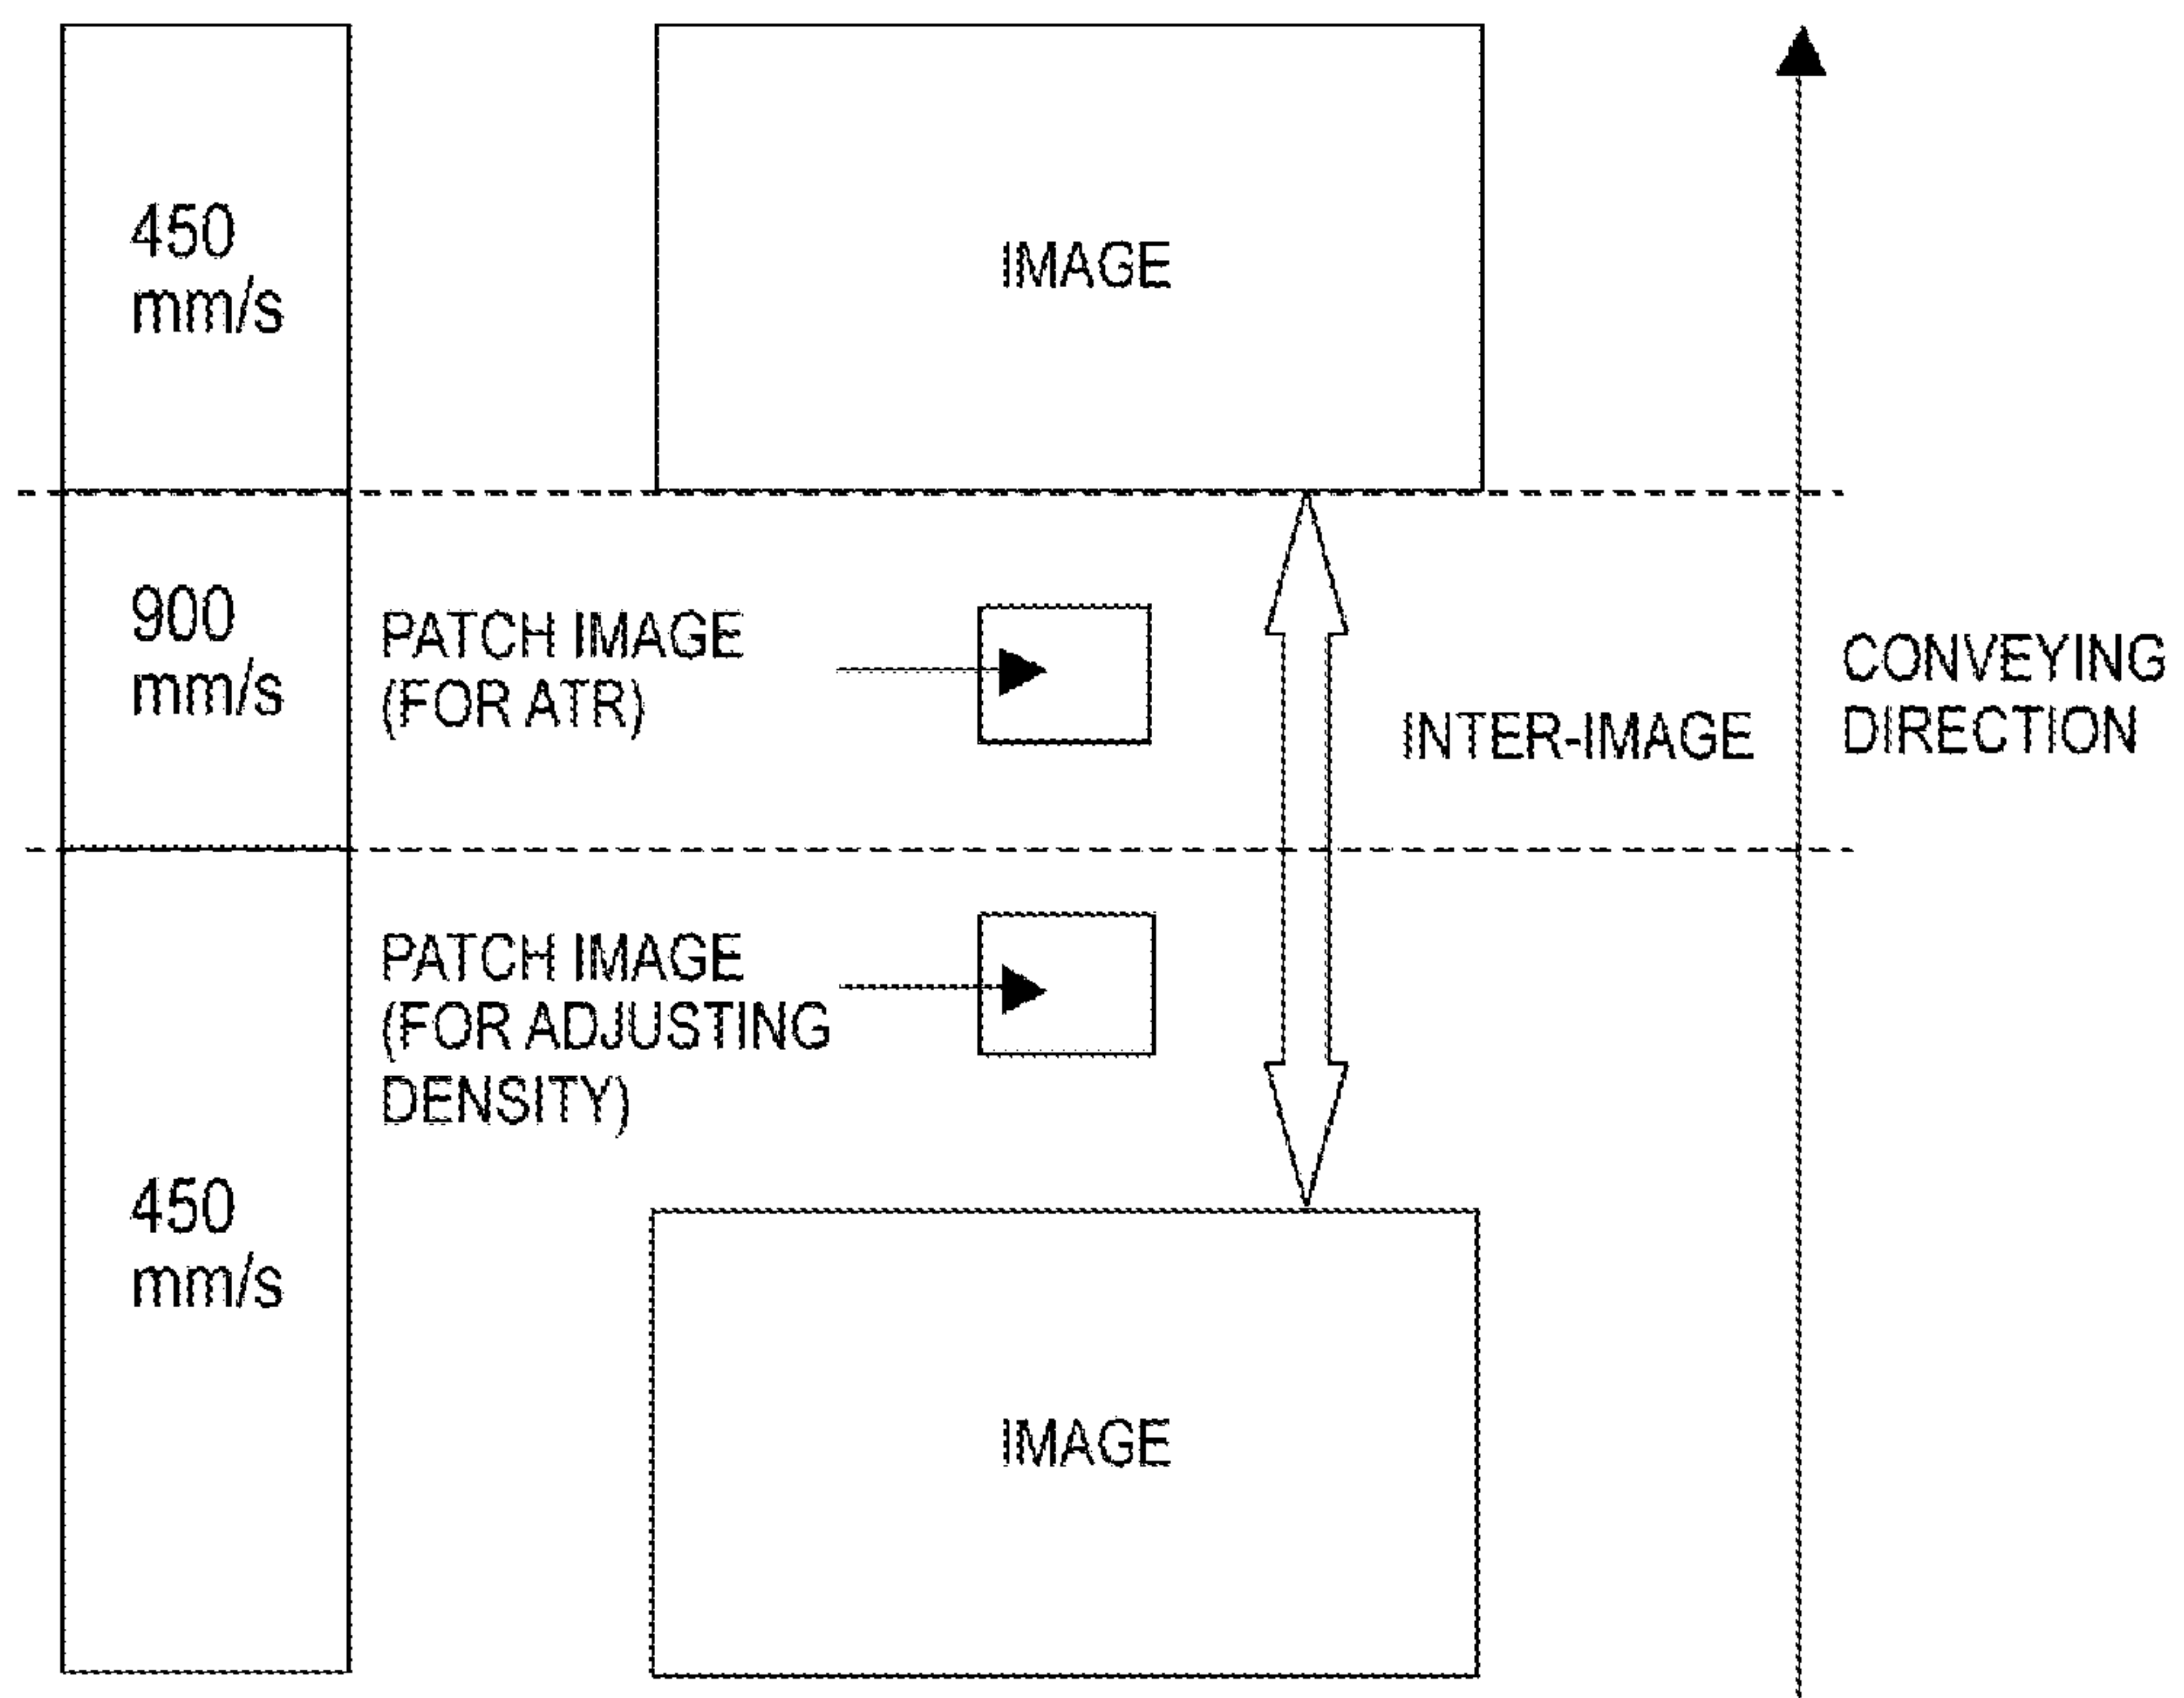 450
mm/s
IMAGE
900
mm/s
PATCH IMAGE
(FOR ATR)
INTER-IMAGE
CONVEYING
DIRECTION
PATCH IMAGE
(FOR ADJUSTING
DENSITY)
450
mm/s
IMAGE